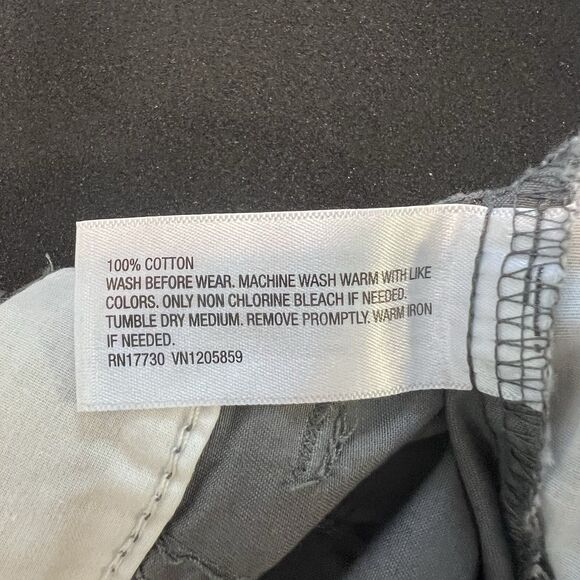 100% COTTON
WASH BEFORE WEAR. MACHINE WASH WARM WITH LIKE
COLORS. ONLY NON CHLORINE BLEACH IF NEEDED.
TUMBLE DRY MEDIUM. REMOVE PROMPTLY. WARM IRON
IF NEEDED.
RN17730 VN1205859